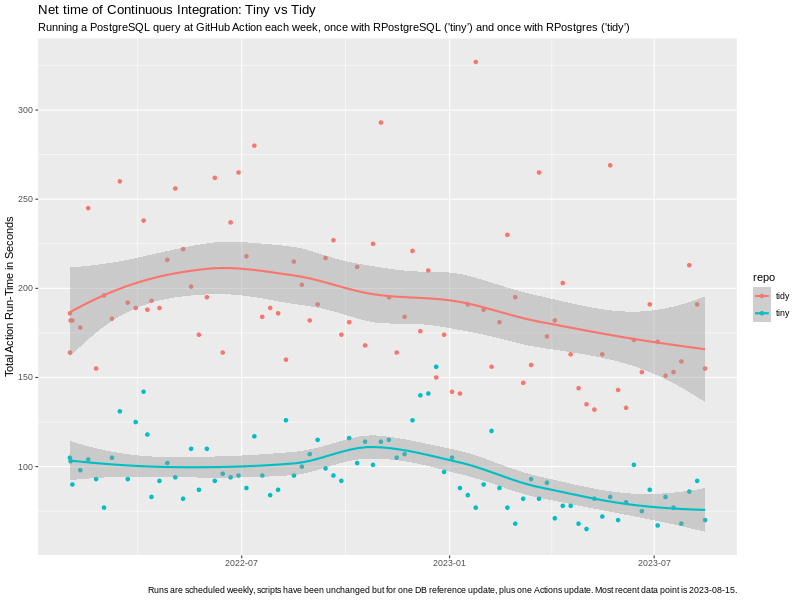 Net time of Continuous Integration: Tiny vs Tidy
Running a PostgreSQL query at GitHub Action each week, once with RPostgreSQL ('tiny') and once with RPostgres ('tidy')
Total Action Run-Time in Seconds
300
250
200
150
100
2022-07
2023-01
2023-07
repo
tidy
tiny
Runs are scheduled weekly, scripts have been unchanged but for one DB reference update, plus one Actions update. Most recent data point is 2023-08-15.